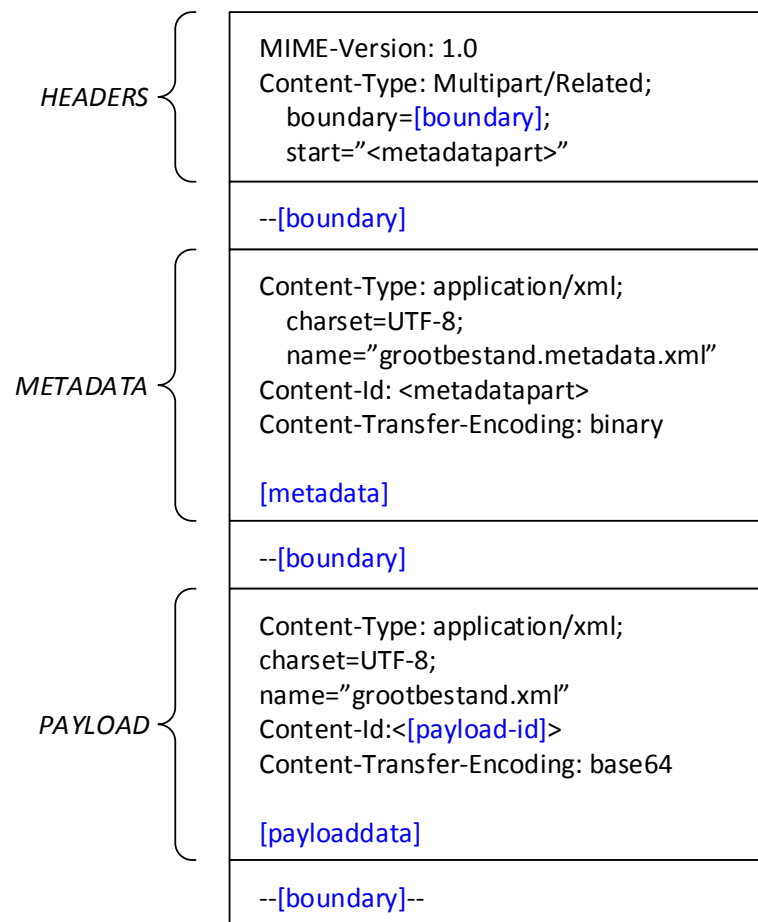 HEADERS
MIME-Version: 1.0
Content-Type: Multipart/Related;
boundary=[boundary];
start=”<metadatapart>”
--[boundary]
METADATA
Content-Type: application/xml;
charset=UTF-8;
name=”grootbestand.metadata.xml”
Content-Id: <metadatapart>
Content-Transfer-Encoding: binary
[metadata]
--[boundary]
PAYLOAD
Content-Type: application/xml;
charset=UTF-8;
name=”grootbestand.xml”
Content-Id:<[payload-id]>
Content-Transfer-Encoding: base64
[payloaddata]
--[boundary]--